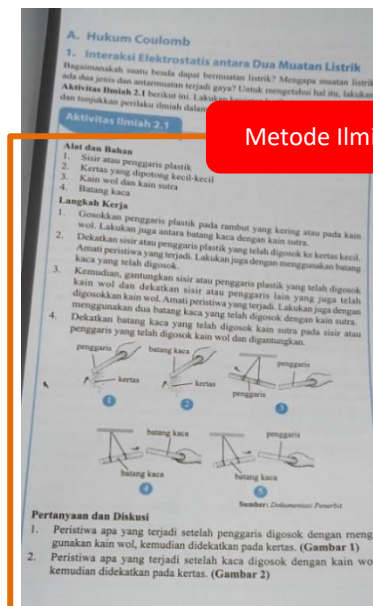 A. Hukum Coulomb
1. Interaksi Elektrostatis antara Dua Muatan Listrik
Bagaimanakah suatu benda dapat bermuatan listrik? Mengapa muatan listrik
ada dua jenis dan antarmuatan terjadi gaya? Untuk mengetahui hal itu, lakukan
Aktivitas Ilmiah 2.1 berikut ini. Lakukan
dan tunjukkan perilaku ilmiah dalam
Aktivitas Ilmiah 2.1
Metode Ilmi
Alat dan Bahan
1. Sisir atau penggaris plastik
2. Kertas yang dipotong kecil-kecil
3. Kain wol dan kain sutra
4. Batang kaca
Langkah Kerja
1. Gosokkan penggaris plastik pada rambut yang kering atau pada kain
wol. Lakukan juga antara batang kaca dengan kain sutra.
2. Dekatkan sisir atau penggaris plastik yang telah digosok ke kertas kecil.
Amati peristiwa yang terjadi. Lakukan juga dengan menggunakan batang
kaca yang telah digosok.
3. Kemudian, gantungkan sisir atau penggaris plastik yang telah digosok
kain wol dan dekatkan sisir atau penggaris lain yang juga telah
digosokkan kain wol. Amati peristiwa yang terjadi. Lakukan juga dengan
menggunakan dua batang kaca yang telah digosok dengan kain sutra.
4. Dekatkan batang kaca yang telah digosok kain sutra pada sisir atau
penggaris yang telah digosok kain wol dan digantungkan.
penggaris
batang kaca
penggaris
kertas
kertas
penggaris
1
2
3
batang kaca
penggaris
batang kaca
batang kaca
4
5
Sumber: Dokumentasi Penerbit
Pertanyaan dan Diskusi
1. Peristiwa apa yang terjadi setelah penggaris digosok dengan meng
gunakan kain wol, kemudian didekatkan pada kertas. (Gambar 1)
2. Peristiwa apa yang terjadi setelah kaca digosok dengan kain wo
kemudian didekatkan pada kertas. (Gambar 2)